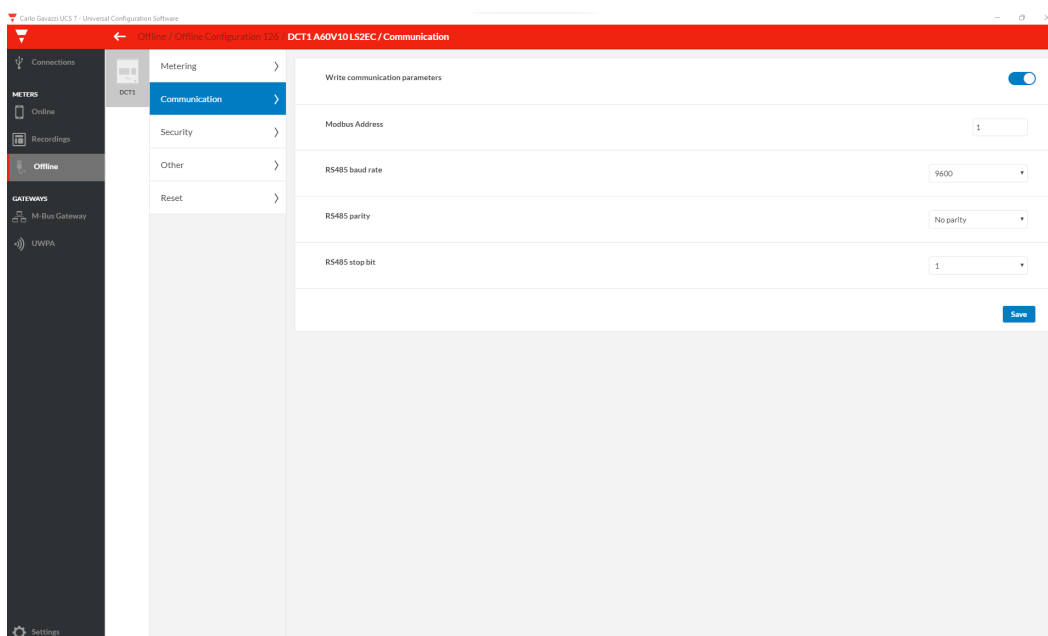 Carlo Gavazzi UCS 7 - Universal Configuration Software
Offline / Offline Configuration 126 / DCT1 A60V10 LS2EC / Communication
Connections
METERS
Online
Recordings
Offline
GATEWAYS
M-Bus Gateway
UWPA
Settings
DCT1
Metering
Communication
Security
Other
Reset
Write communication parameters
Modbus Address
1
RS485 baud rate
9600
RS485 parity
No parity
RS485 stop bit
1
Save